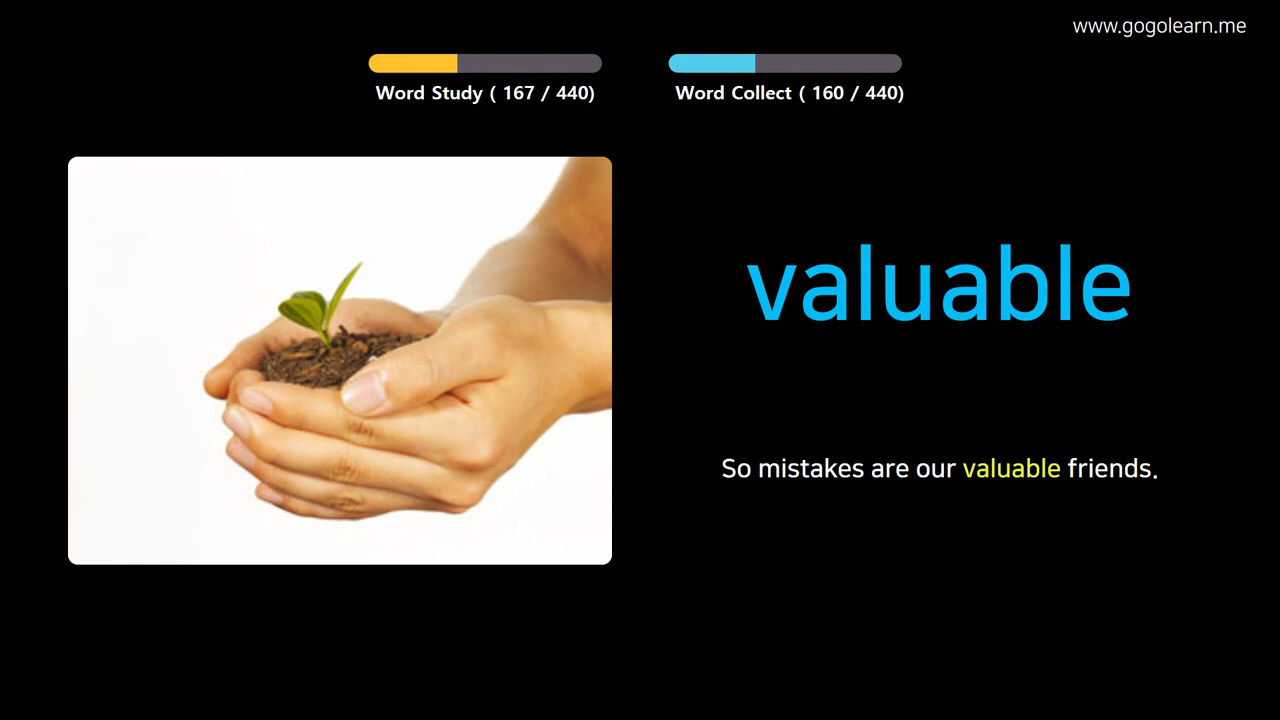 www.gogolearn.me
Word Study ( 167 / 440)
Word Collect ( 160 / 440)
valuable
So mistakes are our valuable friends.